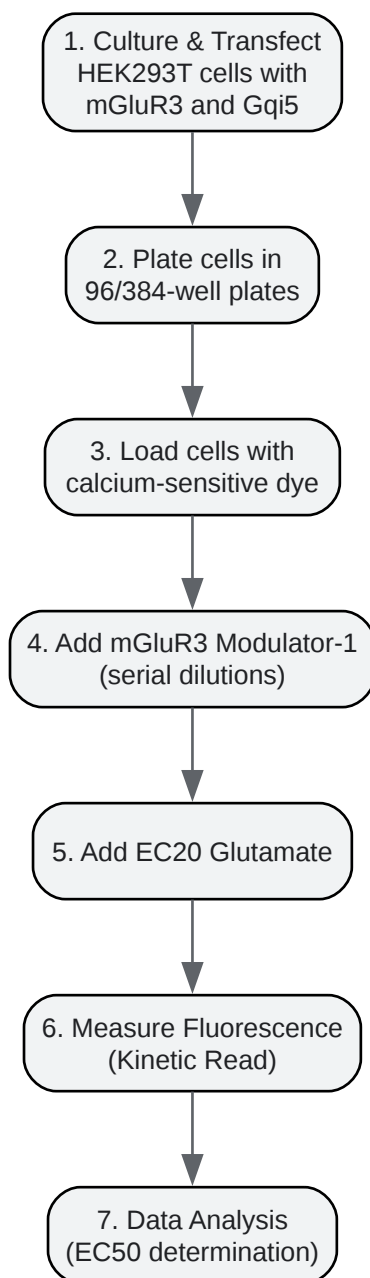 1. Culture & Transfect
HEK293T cells with
mGluR3 and Gqi5
2. Plate cells in
96/384-well plates
3. Load cells with
calcium-sensitive dye
4. Add mGluR3 Modulator-1
(serial dilutions)
5. Add EC20 Glutamate
6. Measure Fluorescence
(Kinetic Read)
7. Data Analysis
(EC50 determination)